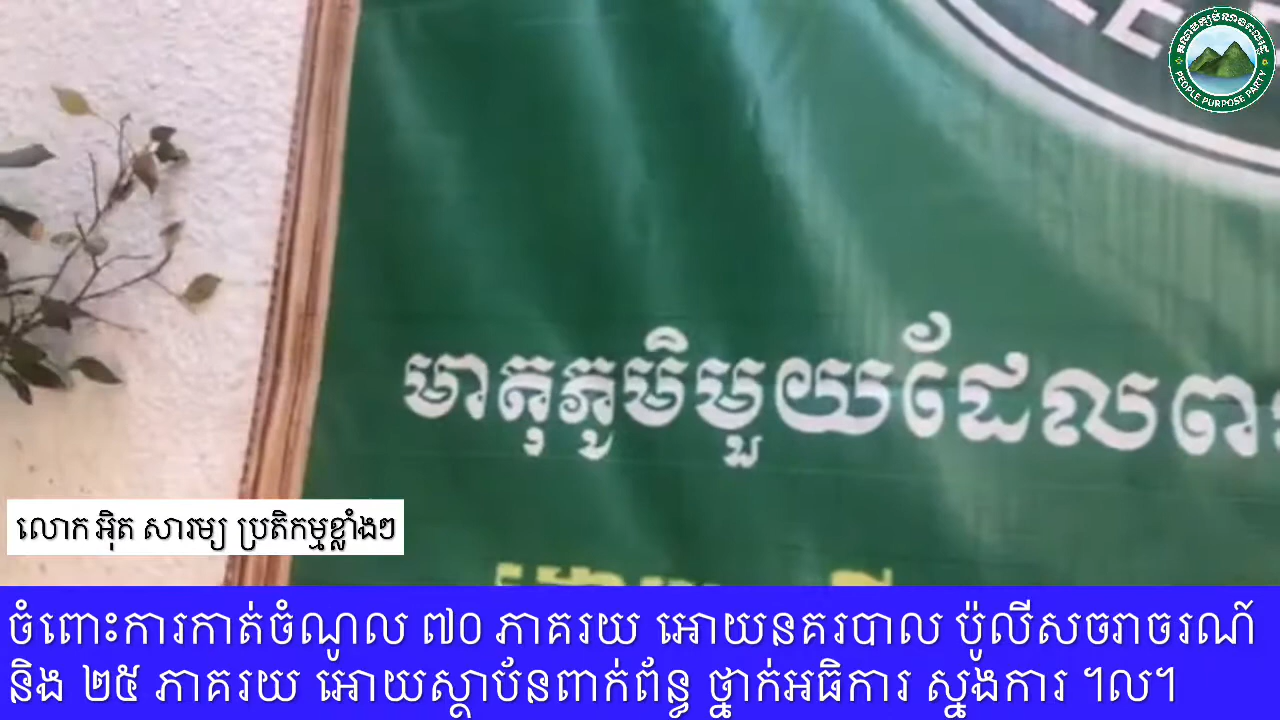 PEOPLE PURPOSE PARTY
មាតុភូមិមួយដែល
លោក អ៊ិត សារម្យ ប្រតិកម្មខ្លាំងៗ
ចំពោះការកាត់ចំណូល ៧០ ភាគរយ អោយនគរបាល ប៉ូលីសចរាចរណ៍
និង ២៥ ភាគរយ អោយស្ថាប័នពាក់ព័ន្ធ ថ្នាក់អធិការ ស្នងការ ។ល។